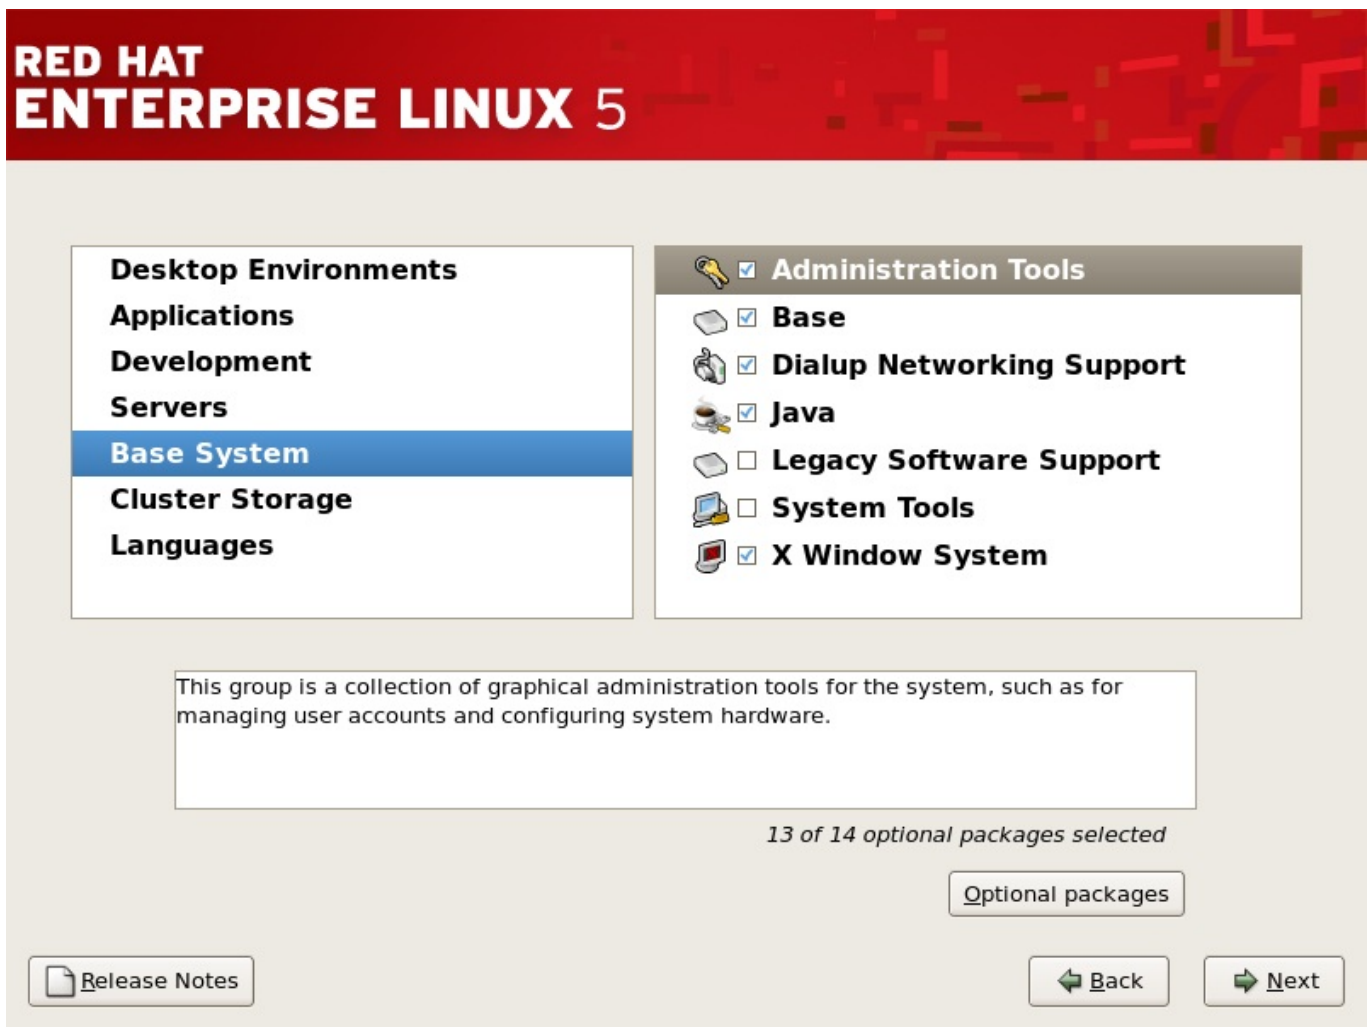 RED HAT
ENTERPRISE LINUX 5
Desktop Environments
Applications
Development
Servers
Base System
Cluster Storage
Languages
Administration Tools
Base
Dialup Networking Support
Java
Legacy Software Support
System Tools
X Window System
This group is a collection of graphical administration tools for the system, such as for
managing user accounts and configuring system hardware.
13 of 14 optional packages selected
Optional packages
Release Notes
Back
Next